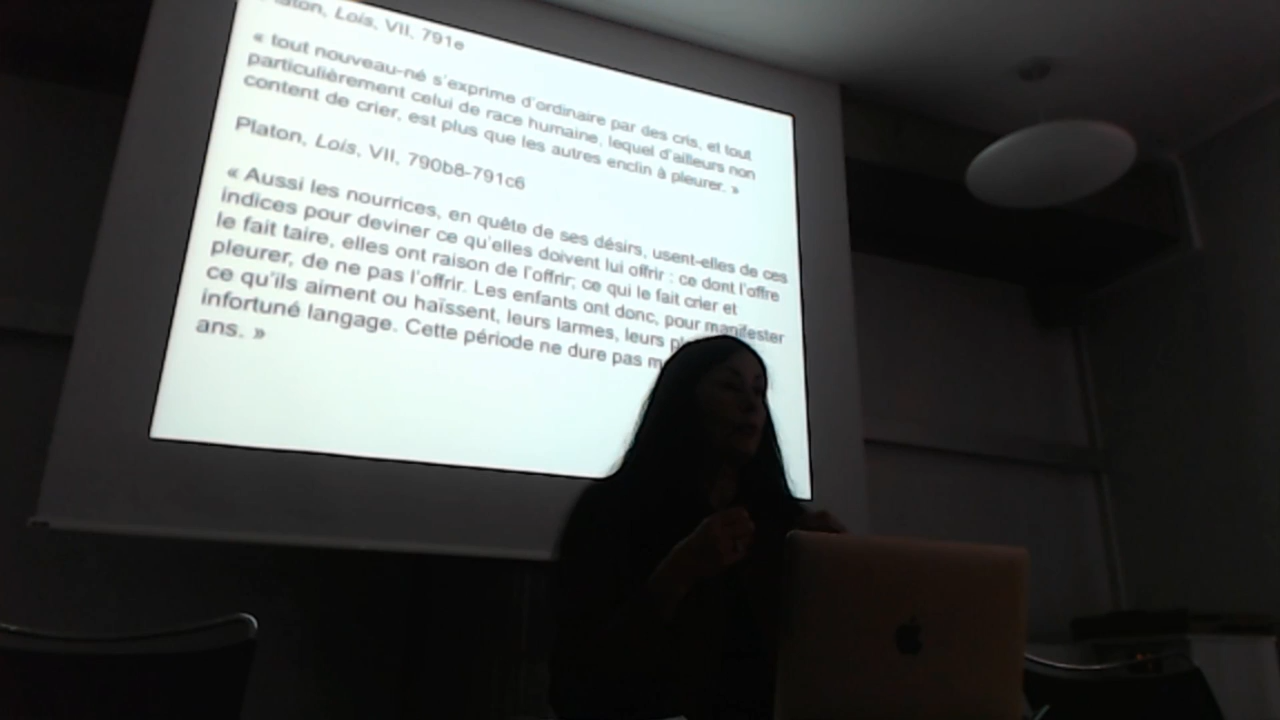 Platon, Lois, VII, 791e
« tout nouveau-né s'exprime d'ordinaire par des cris, et tout
particulièrement celui de race humaine, lequel d'ailleurs non
content de crier, est plus que les autres enclin à pleurer. »
Platon, Lois, VII, 790b8-791c6
« Aussi les nourrices, en quête de ses désirs, usent-elles de ces
indices pour deviner ce qu'elles doivent lui offrir : ce dont l'offre
le fait taire, elles ont raison de l'offrir; ce qui le fait crier et
pleurer, de ne pas l'offrir. Les enfants ont donc, pour manifester
ce qu'ils aiment ou haïssent, leurs larmes, leurs
infortuné langage. Cette période ne dure pas
ans. »